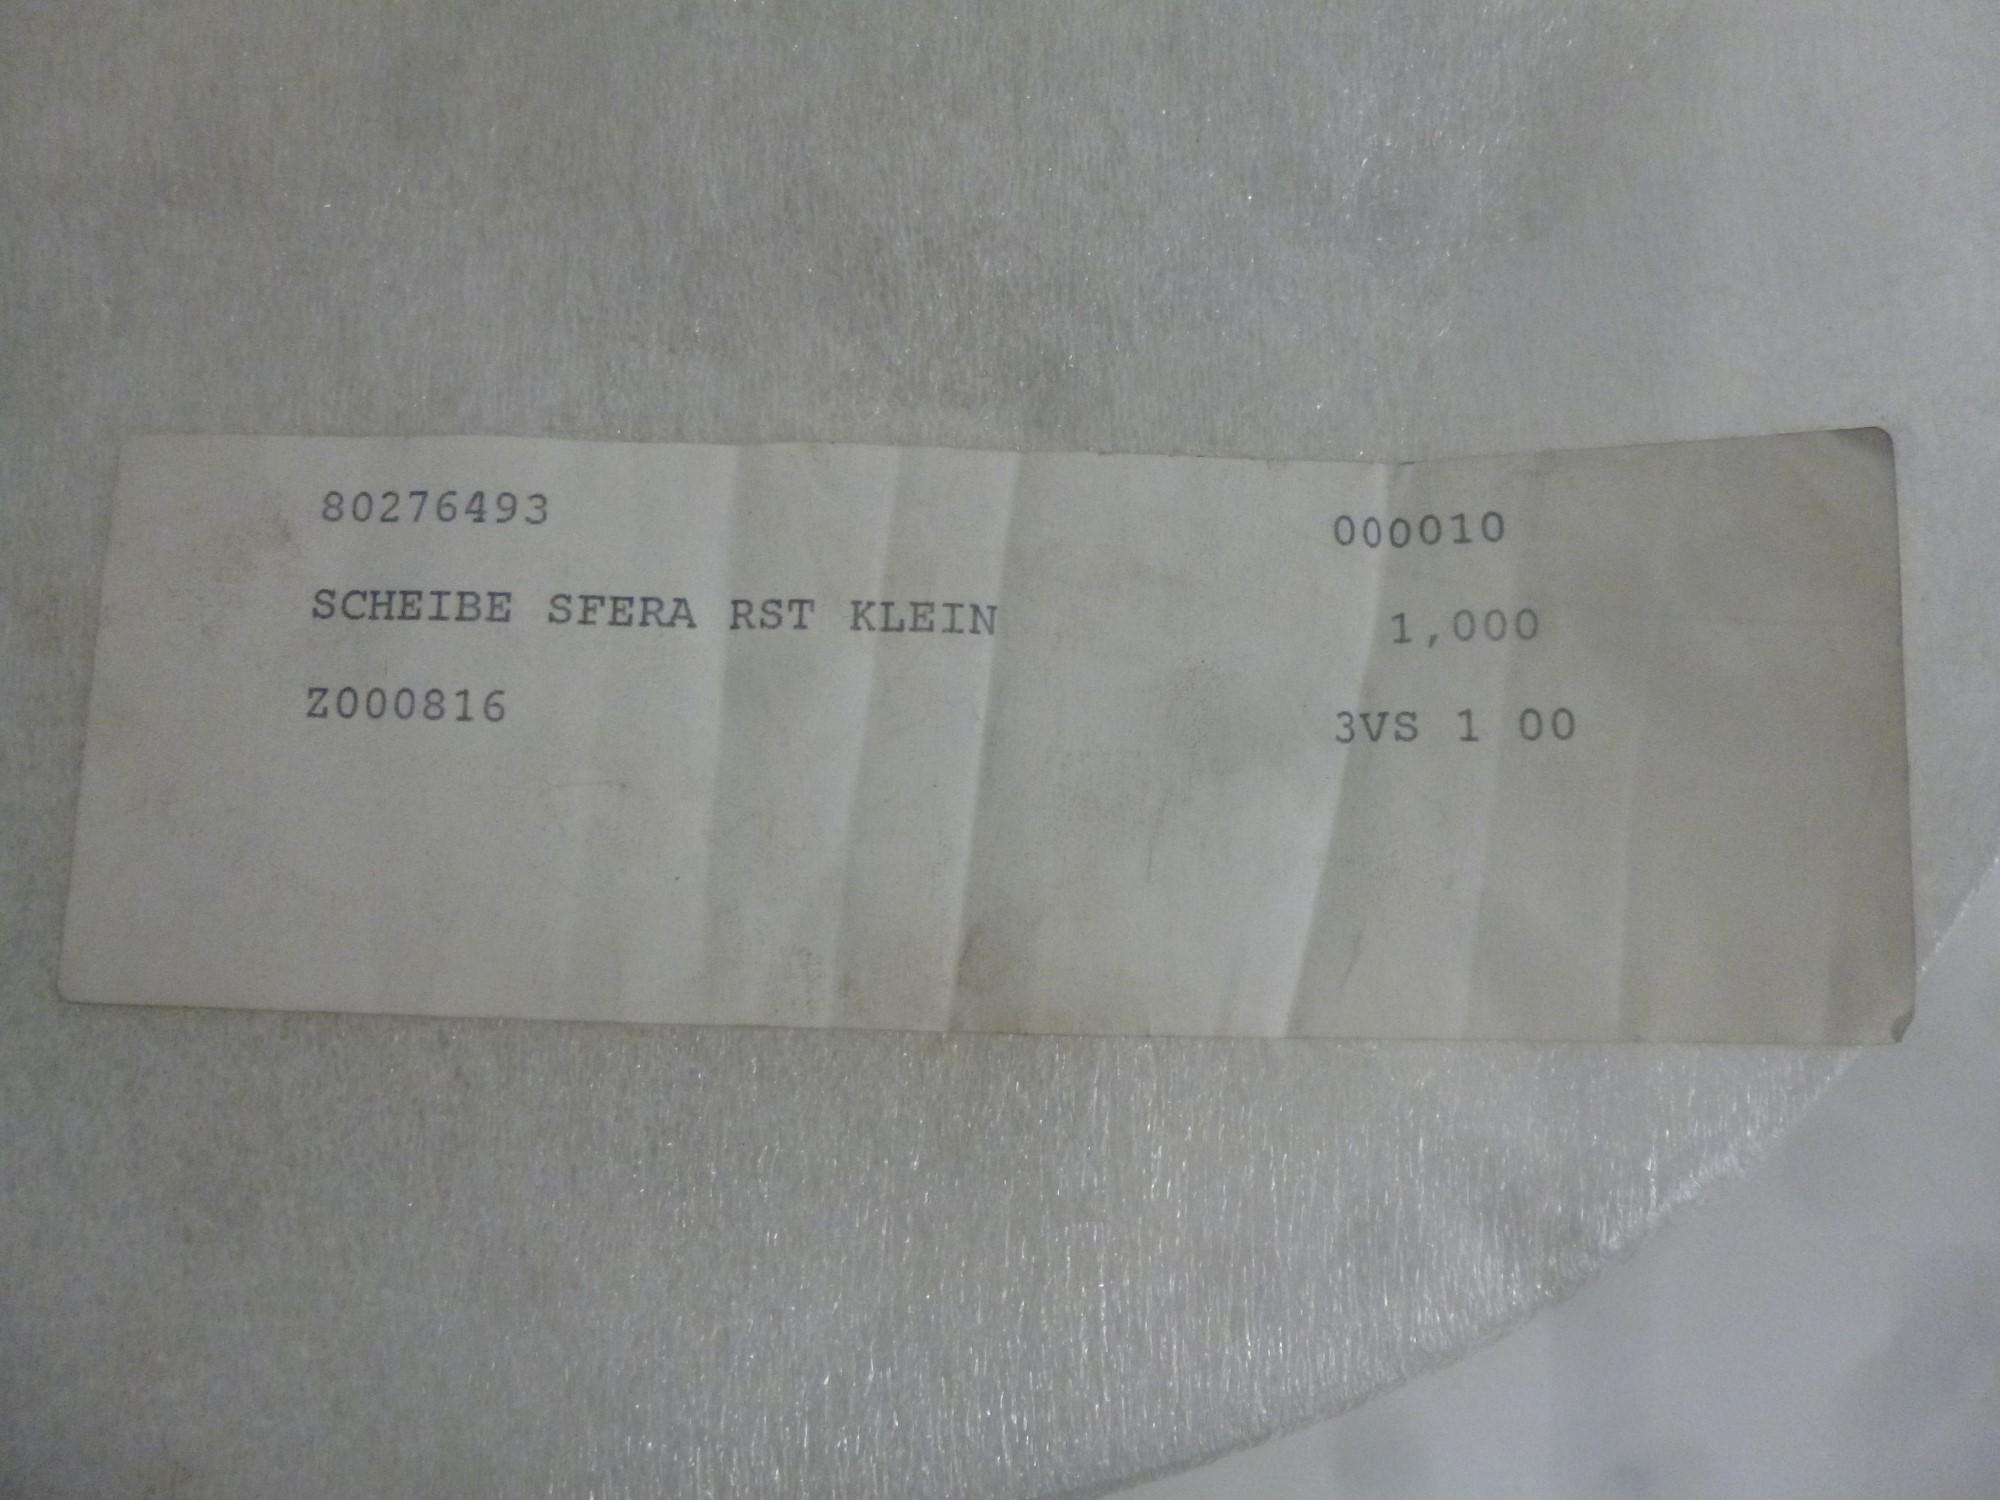 80276493 000010
SCHEIBE SFERA RST KLEIN 1,000
Z000816 3VS 1 00